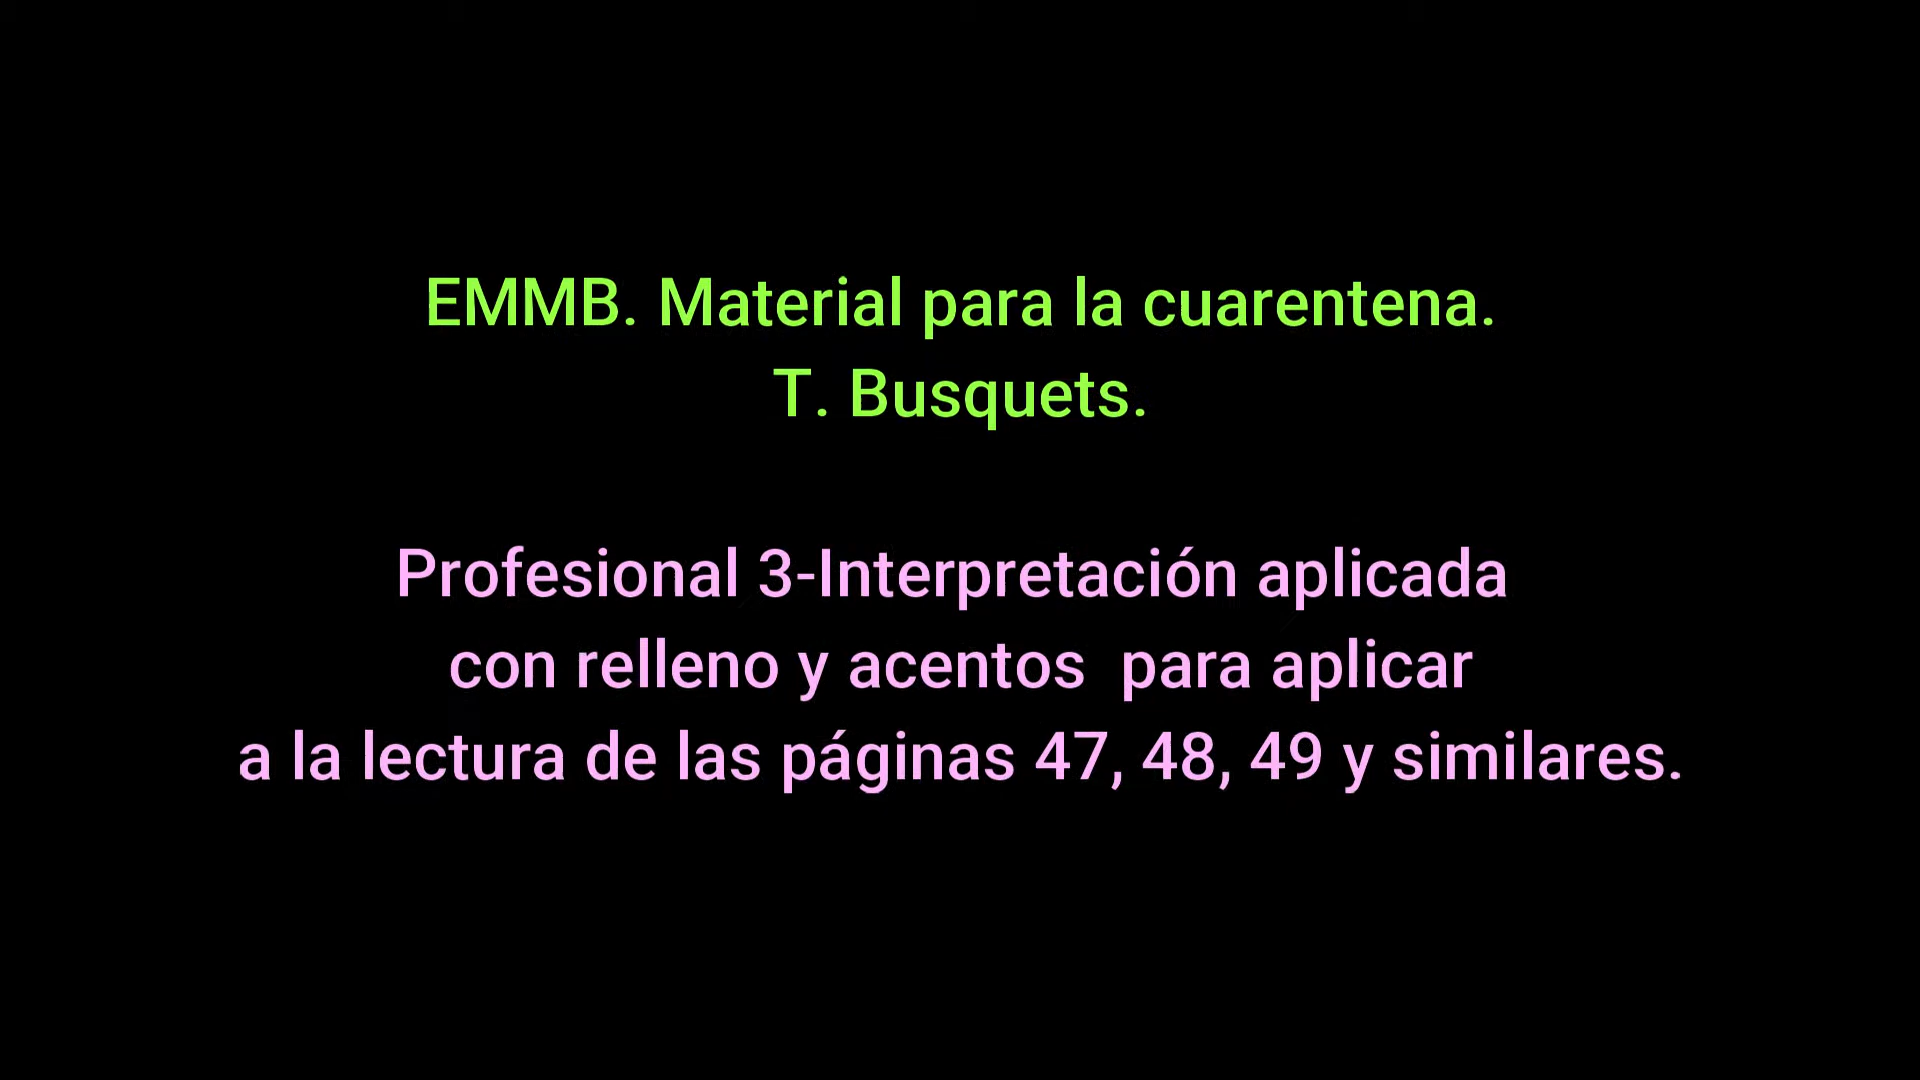 EMMB. Material para la cuarentena.
T. Busquets.
Profesional 3-Interpretación aplicada
con relleno y acentos  para aplicar
a la lectura de las páginas 47, 48, 49 y similares.